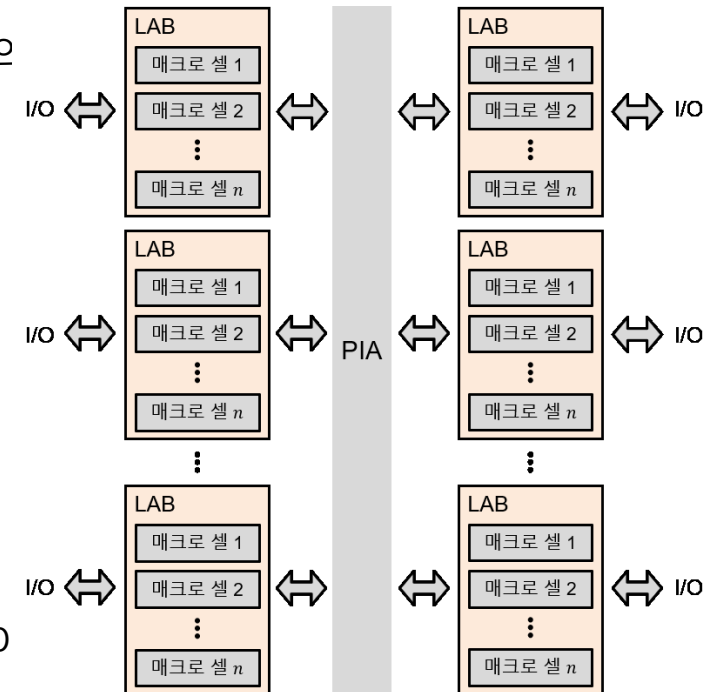 LAB LAB
매크로 셀 1 매크로 셀 1
I/O 매크로 셀 2 매크로 셀 2 I/O
매크로 셀 n 매크로 셀 n
LAB LAB
매크로 셀 1 매크로 셀 1
I/O 매크로 셀 2 PIA 매크로 셀 2 I/O
매크로 셀 n 매크로 셀 n
LAB LAB
매크로 셀 1 매크로 셀 1
I/O 매크로 셀 2 매크로 셀 2 I/O
매크로 셀 n 매크로 셀 n